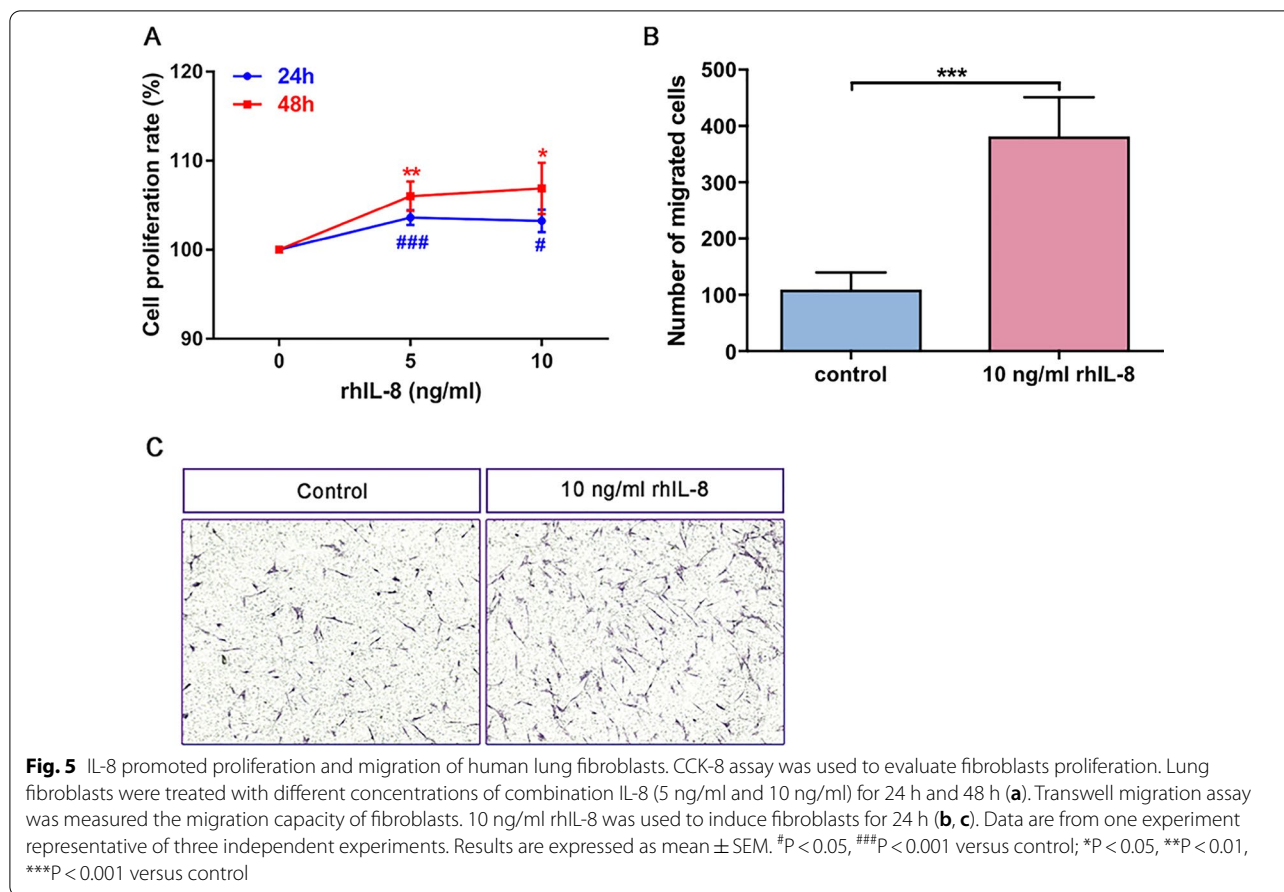 A
120
24h
48h
Cell proliferation rate (%)
110
**
*
100
###
#
90
0 5 10
rhIL-8 (ng/ml)
B
500
***
400
Number of migrated cells
300
200
100
0
control 10 ng/ml rhIL-8
C
Control 10 ng/ml rhIL-8
Fig. 5 IL-8 promoted proliferation and migration of human lung fibroblasts. CCK-8 assay was used to evaluate fibroblasts proliferation. Lung
fibroblasts were treated with different concentrations of combination IL-8 (5 ng/ml and 10 ng/ml) for 24 h and 48 h (a). Transwell migration assay
was measured the migration capacity of fibroblasts. 10 ng/ml rhIL-8 was used to induce fibroblasts for 24 h (b, c). Data are from one experiment
representative of three independent experiments. Results are expressed as mean ± SEM. #P < 0.05, ###P < 0.001 versus control; *P < 0.05, **P < 0.01,
***P < 0.001 versus control